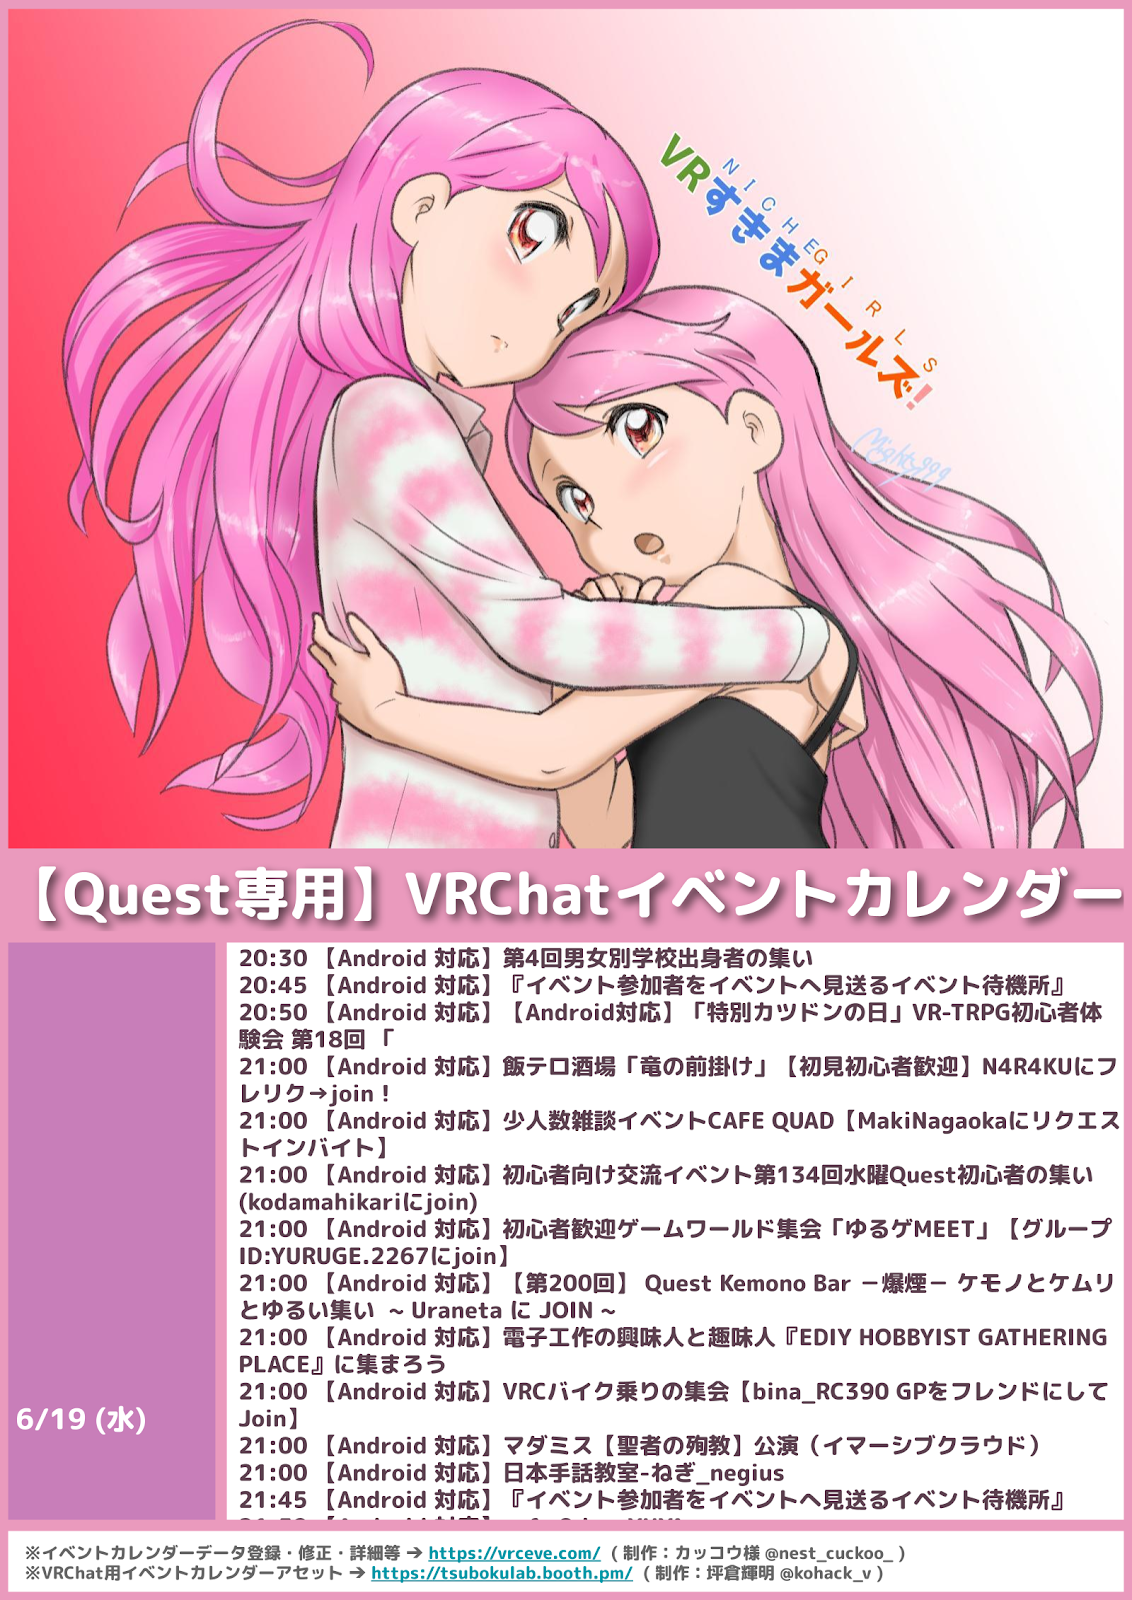 VRすきまガールズ!
NICHEGIRLS
Mighty999
【Quest専用】VRChatイベントカレンダー
6/19 (水)
20:30 【Android 対応】第4回男女別学校出身者の集い
20:45 【Android 対応】『イベント参加者をイベントへ見送るイベント待機所』
20:50 【Android 対応】【Android対応】「特別カツドンの日」VR-TRPG初心者体
験会 第18回 「
21:00 【Android 対応】飯テロ酒場「竜の前掛け」【初見初心者歓迎】N4R4KUにフ
レリク→join！
21:00 【Android 対応】少人数雑談イベントCAFE QUAD【MakiNagaokaにリクエス
トインバイト】
21:00 【Android 対応】初心者向け交流イベント第134回水曜Quest初心者の集い
(kodamahikariにjoin)
21:00 【Android 対応】初心者歓迎ゲームワールド集会「ゆるゲMEET」【グループ
ID:YURUGE.2267にjoin】
21:00 【Android 対応】【第200回】 Quest Kemono Bar －爆煙－ ケモノとケムリ
とゆるい集い ～Uraneta に JOIN～
21:00 【Android 対応】電子工作の興味人と趣味人『EDIY HOBBYIST GATHERING
PLACE』に集まろう
21:00 【Android 対応】VRCバイク乗りの集会【bina_RC390 GPをフレンドにして
Join】
21:00 【Android 対応】マダミス【聖者の殉教】公演（イマーシブクラウド）
21:00 【Android 対応】日本手話教室-ねぎ_negius
21:45 【Android 対応】『イベント参加者をイベントへ見送るイベント待機所』
※イベントカレンダーデータ登録・修正・詳細等 → https://vrceve.com/ （制作：カッコウ様 @nest_cuckoo_ ）
※VRChat用イベントカレンダーアセット → https://tsubokulab.booth.pm/ （制作：坪倉輝明 @kohack_v ）